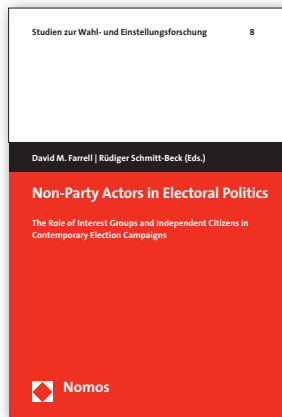 Studien zur Wahl- und Einstellungsforschung 8
David M. Farrell | Rüdiger Schmitt-Beck (Eds.)
Non-Party Actors in Electoral Politics
The Role of Interest Groups and Independent Citizens in
Contemporary Election Campaigns
Nomos